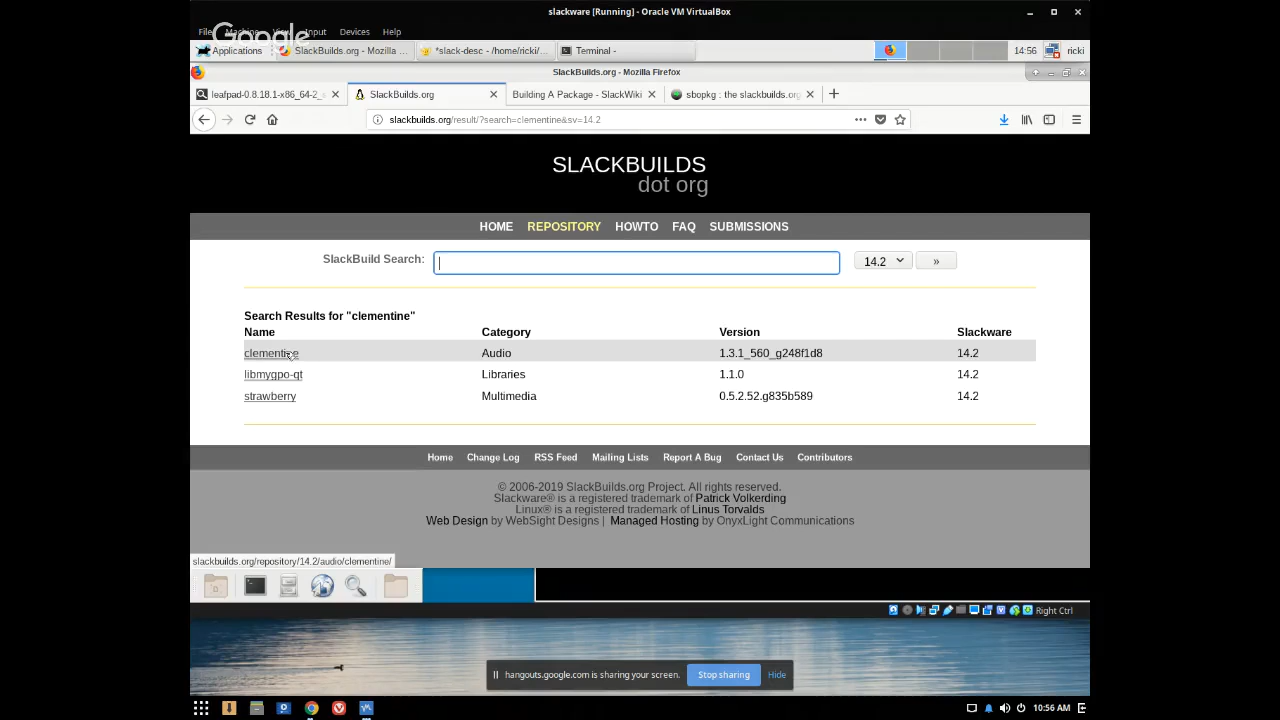 slackware [Running] - Oracle VM VirtualBox
Google
File Machine View Input Devices Help
Applications SlackBuilds.org - Mozilla ... *slack-desc - /home/ricki/... Terminal - 14:56 ricki
SlackBuilds.org - Mozilla Firefox
leafpad-0.8.18.1-x86_64-2_s SlackBuilds.org Building A Package - SlackWiki sbopkg : the slackbuilds.org
slackbuilds.org/result/?search=clementine&sv=14.2
SLACKBUILDS
dot org
HOME REPOSITORY HOWTO FAQ SUBMISSIONS
SlackBuild Search: 14.2 »
Search Results for "clementine"
Name Category Version Slackware
clementine Audio 1.3.1_560_g248f1d8 14.2
libmygpo-qt Libraries 1.1.0 14.2
strawberry Multimedia 0.5.2.52.g835b589 14.2
Home Change Log RSS Feed Mailing Lists Report A Bug Contact Us Contributors
© 2006-2019 SlackBuilds.org Project. All rights reserved.
Slackware® is a registered trademark of Patrick Volkerding
Linux® is a registered trademark of Linus Torvalds
Web Design by WebSight Designs | Managed Hosting by OnyxLight Communications
slackbuilds.org/repository/14.2/audio/clementine/
Right Ctrl
hangouts.google.com is sharing your screen. Stop sharing Hide
10:56 AM